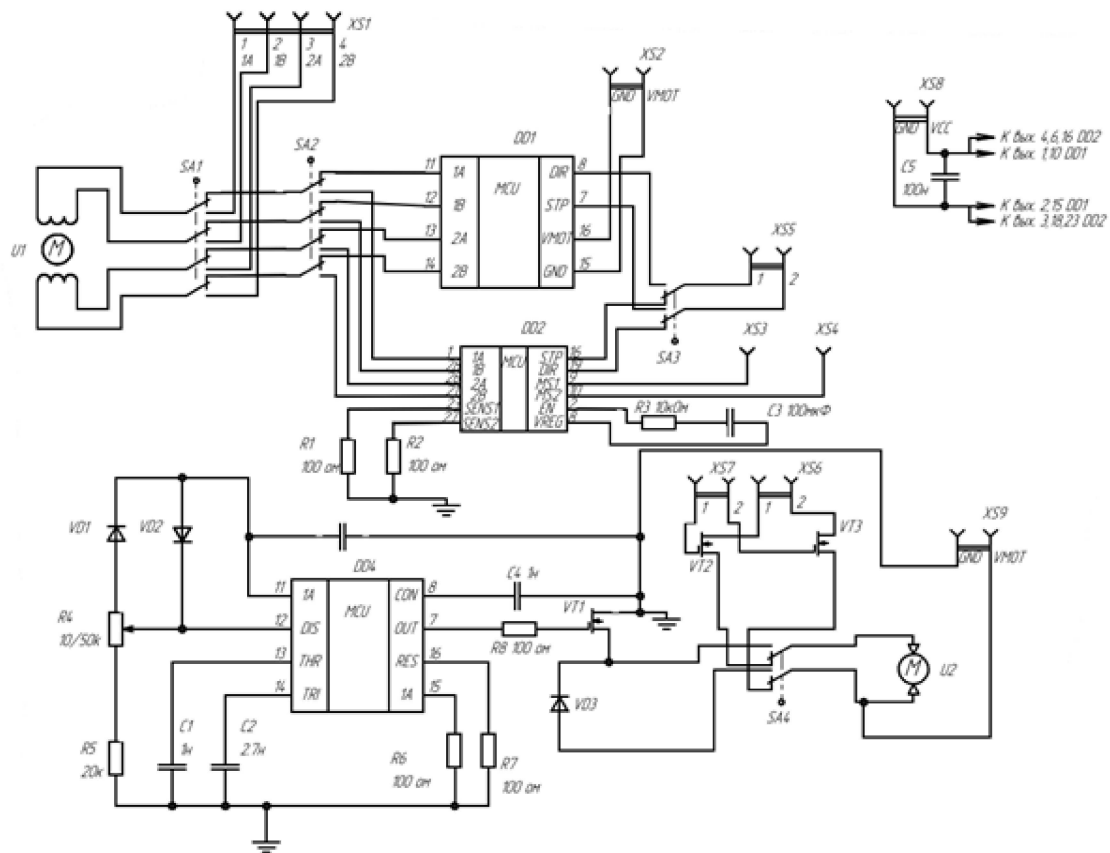 XS1
1 2 3 4
1A 1B 2A 2B
XS2
GND VMOT
XS8
GND VCC
К Вых. 4,6,16 DD2
К Вых. 1,10 DD1
C5
100н
К Вых. 2,15 DD1
К Вых. 3,18,23 DD2
SA1
SA2
DD1
MCU
11 1A
12 1B
13 2A
14 2B
DIR 8
STP 7
VMOT 16
GND 15
U1
M
XS5
1 2
SA3
XS3
XS4
DD2
MCU
1 1A
1B
2A
2B
SENS1
SENS2
STP 16
DIR 19
MS1 9
MS2 10
EN 2
VREG 8
R3 10кОм
C3 100мкФ
R1
100 ом
R2
100 ом
VD1
VD2
R4
10/50k
R5
20k
DD4
MCU
11 1A
12 DIS
13 THR
14 TRI
CON 8
OUT 7
RES 16
1A 15
C1
1н
C2
2.7н
C4 1н
R8 100 ом
R6
100 ом
R7
100 ом
VT1
VD3
XS7
1 2
XS6
1 2
VT2
VT3
SA4
M
U2
XS9
GND VMOT